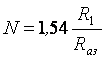 N = 1,54 R₁ / Rаз